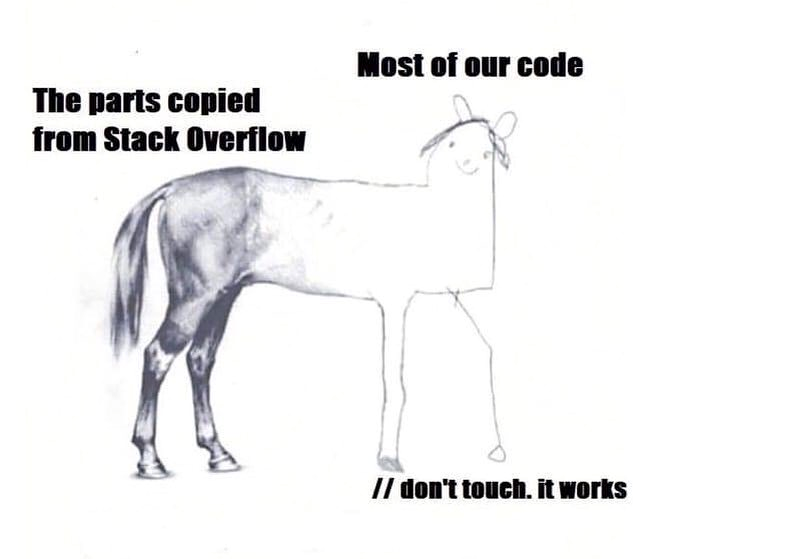 Most of our code
The parts copied
from Stack Overflow
// don't touch. it works